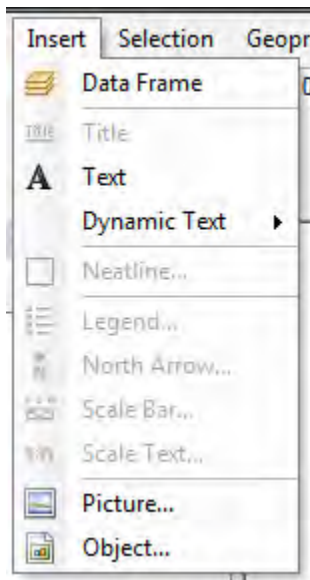 Insert Selection Geopr
Data Frame
Title
A Text
Dynamic Text
Neatline...
Legend...
North Arrow...
Scale Bar...
Scale Text...
Picture...
Object...